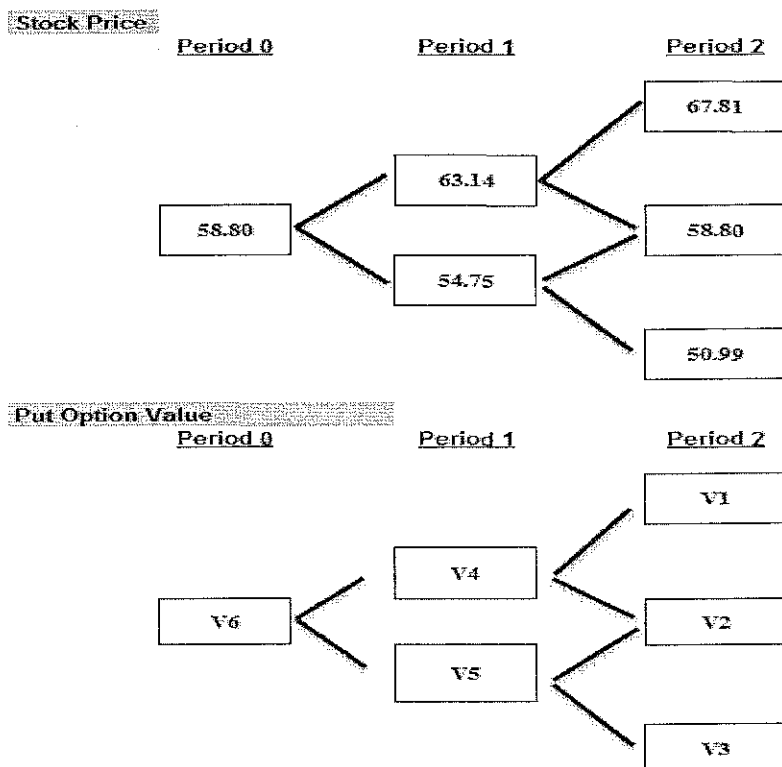 Stock Price
Period 0 Period 1 Period 2
67.81
63.14
58.80 58.80
54.75
50.99
Put Option Value
Period 0 Period 1 Period 2
V1
V4
V6 V2
V5
V3